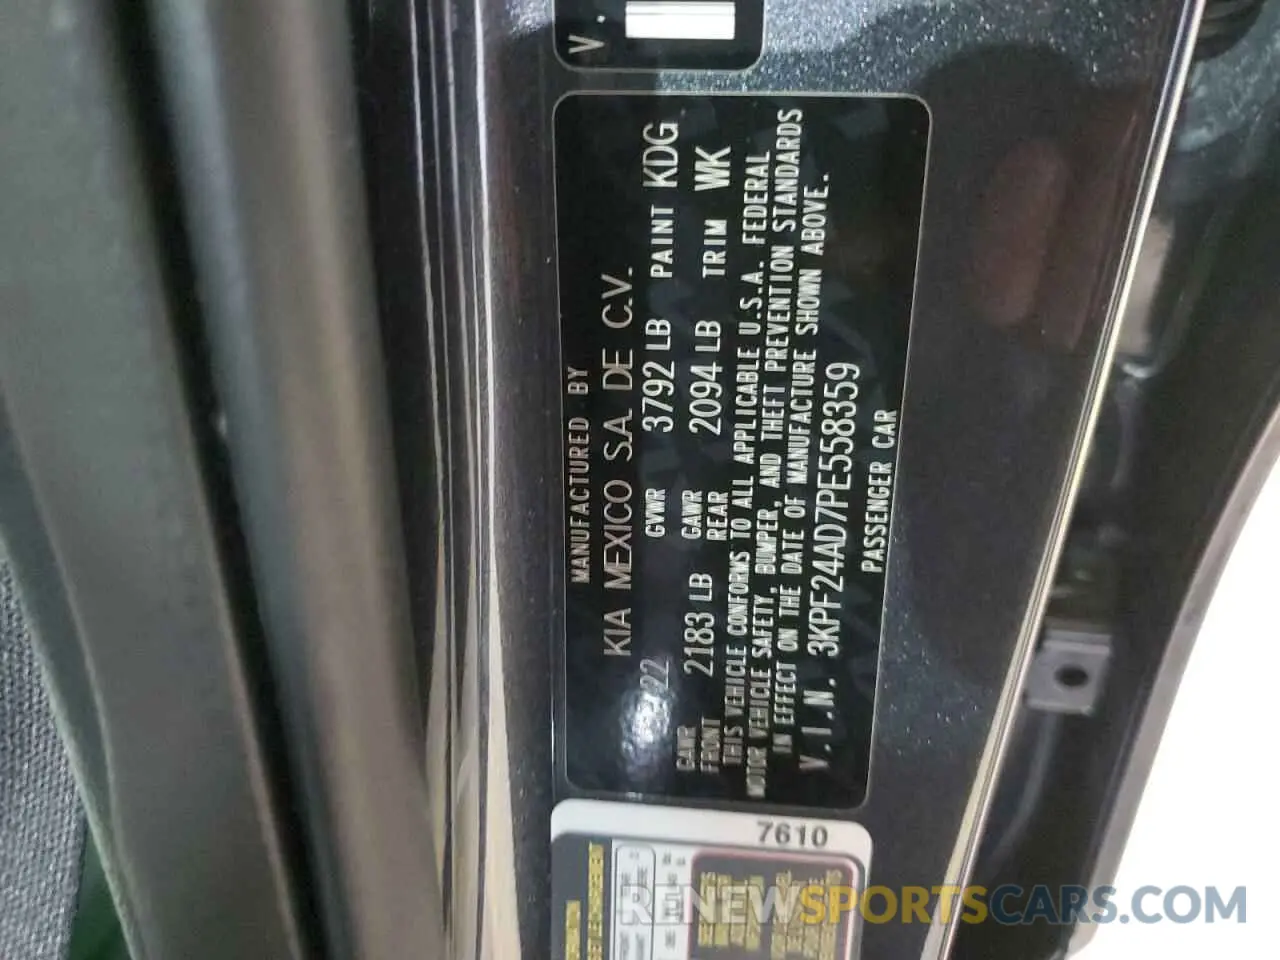 V.
MANUFACTURED BY
KIA MEXICO S.A. DE C.V.
22 GVWR 3792 LB PAINT KDG
GAWR FRONT 2183 LB GAWR REAR 2094 LB TRIM WK
THIS VEHICLE CONFORMS TO ALL APPLICABLE U.S.A. FEDERAL
MOTOR VEHICLE SAFETY, BUMPER, AND THEFT PREVENTION STANDARDS
IN EFFECT ON THE DATE OF MANUFACTURE SHOWN ABOVE.
V.I.N. 3KPF24AD7PE558359
PASSENGER CAR
7610
RENEWSPORTSCARS.COM